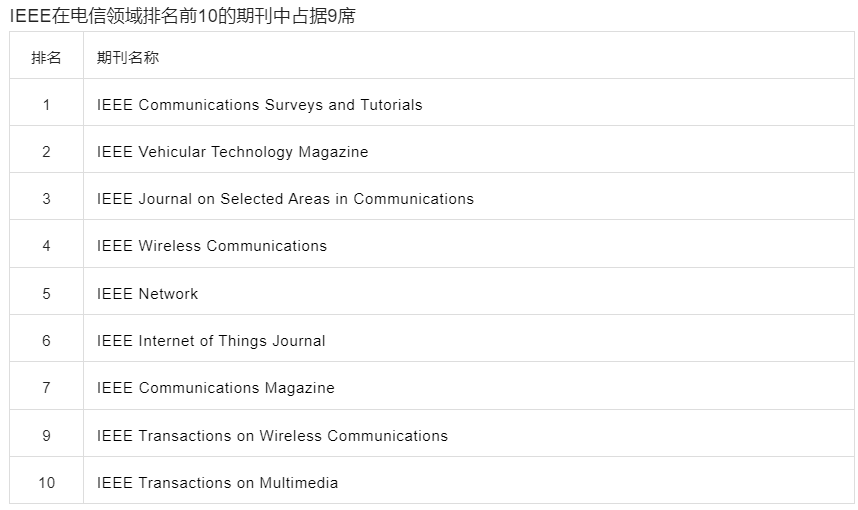 IEEE在电信领域排名前10的期刊中占据9席
排名 期刊名称
1 IEEE Communications Surveys and Tutorials
2 IEEE Vehicular Technology Magazine
3 IEEE Journal on Selected Areas in Communications
4 IEEE Wireless Communications
5 IEEE Network
6 IEEE Internet of Things Journal
7 IEEE Communications Magazine
9 IEEE Transactions on Wireless Communications
10 IEEE Transactions on Multimedia